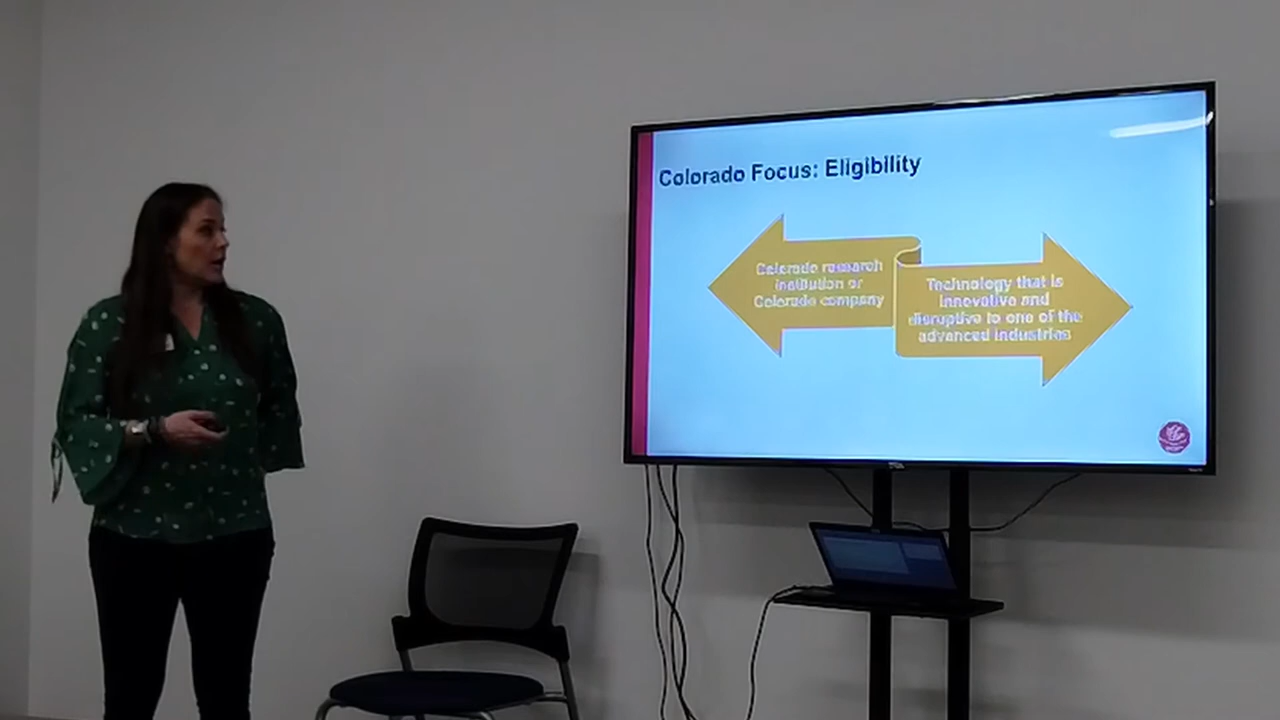 Colorado Focus: Eligibility
Colorado research
institution or
Colorado company
Technology that is
innovative and
disruptive to one of the
advanced industries